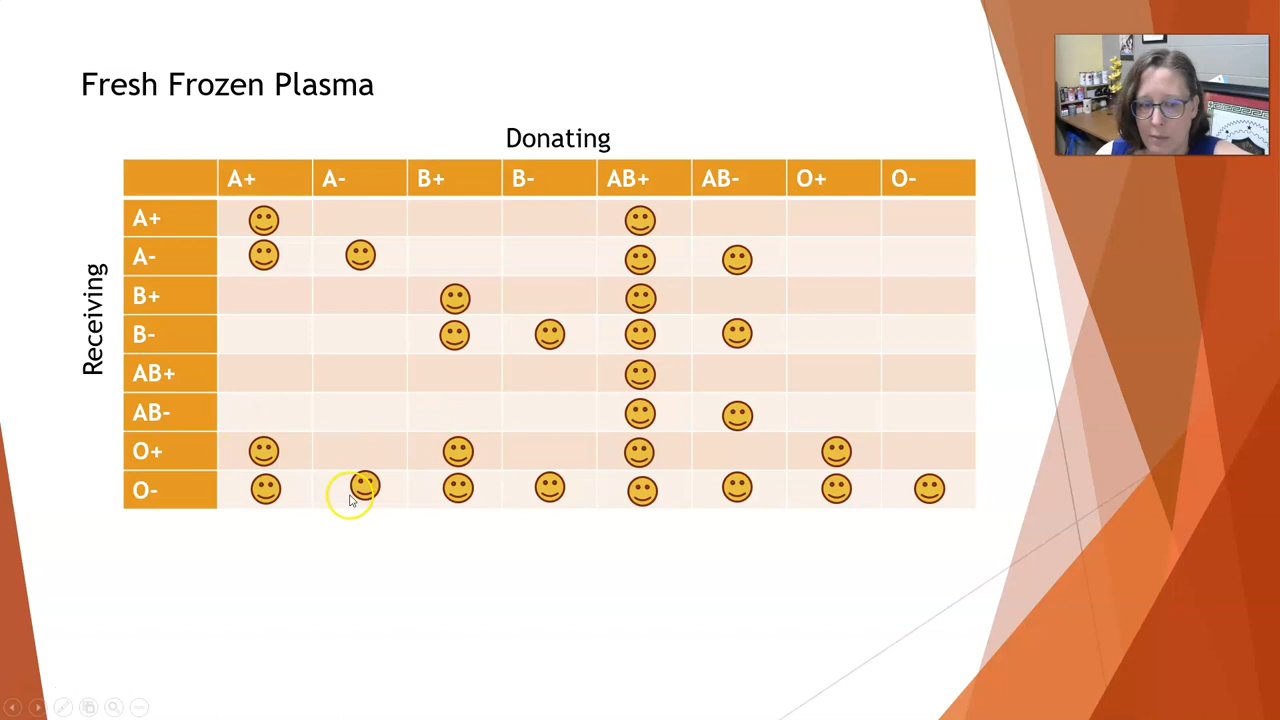 Fresh Frozen Plasma
Donating
A+ A- B+ B- AB+ AB- O+ O-
Receiving
A+
A-
B+
B-
AB+
AB-
O+
O-